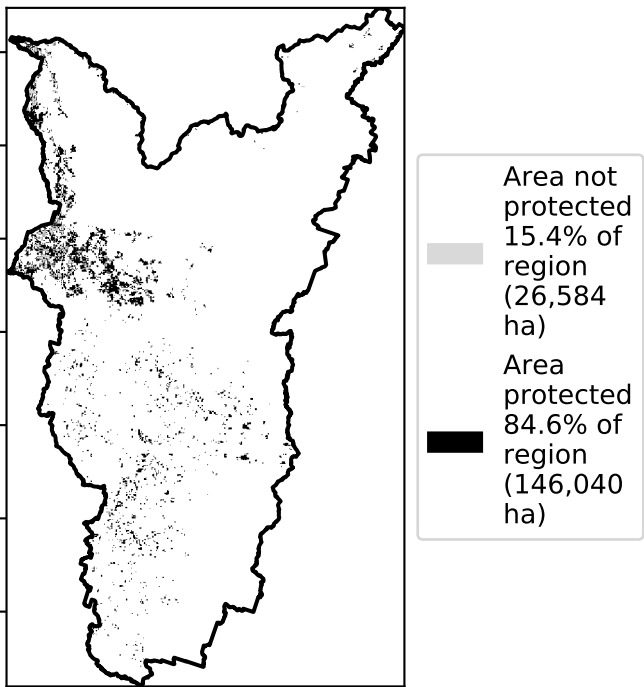 Area not
protected
15.4% of
region
(26,584
ha)
Area
protected
84.6% of
region
(146,040
ha)